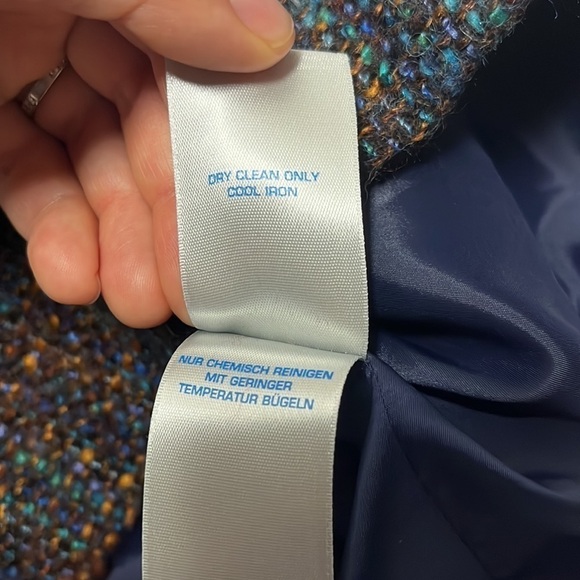 DRY CLEAN ONLY
COOL IRON
NUR CHEMISCH REINIGEN
MIT GERINGER
TEMPERATUR BÜGELN